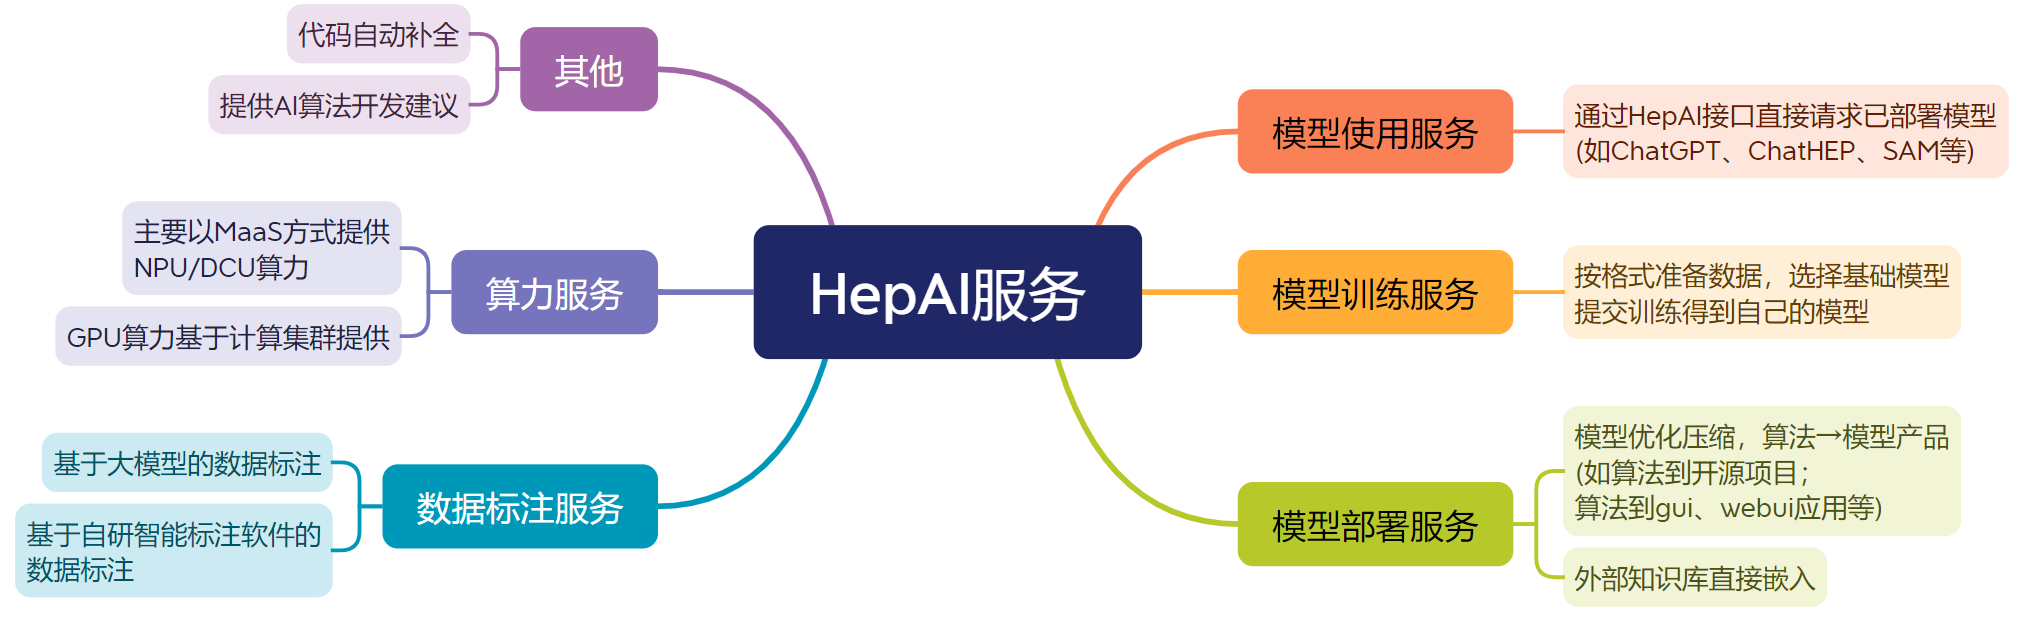 HepAI服务
模型使用服务
通过HepAI接口直接请求已部署模型
(如ChatGPT、ChatHEP、SAM等)
模型训练服务
按格式准备数据，选择基础模型
提交训练得到自己的模型
模型部署服务
模型优化压缩，算法→模型产品
(如算法到开源项目；
算法到gui、webui应用等)
外部知识库直接嵌入
其他
代码自动补全
提供AI算法开发建议
算力服务
主要以MaaS方式提供
NPU/DCU算力
GPU算力基于计算集群提供
数据标注服务
基于大模型的数据标注
基于自研智能标注软件的
数据标注